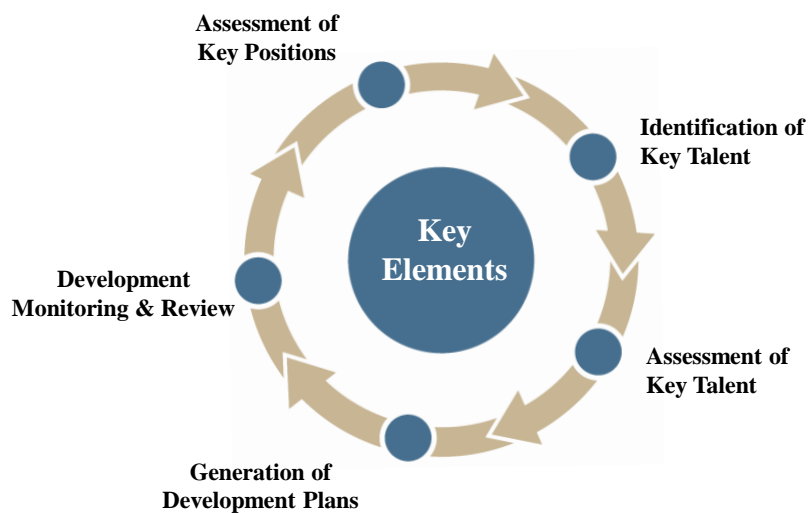 Assessment of
Key Positions
Identification of
Key Talent
Key
Elements
Development
Monitoring & Review
Assessment of
Key Talent
Generation of
Development Plans